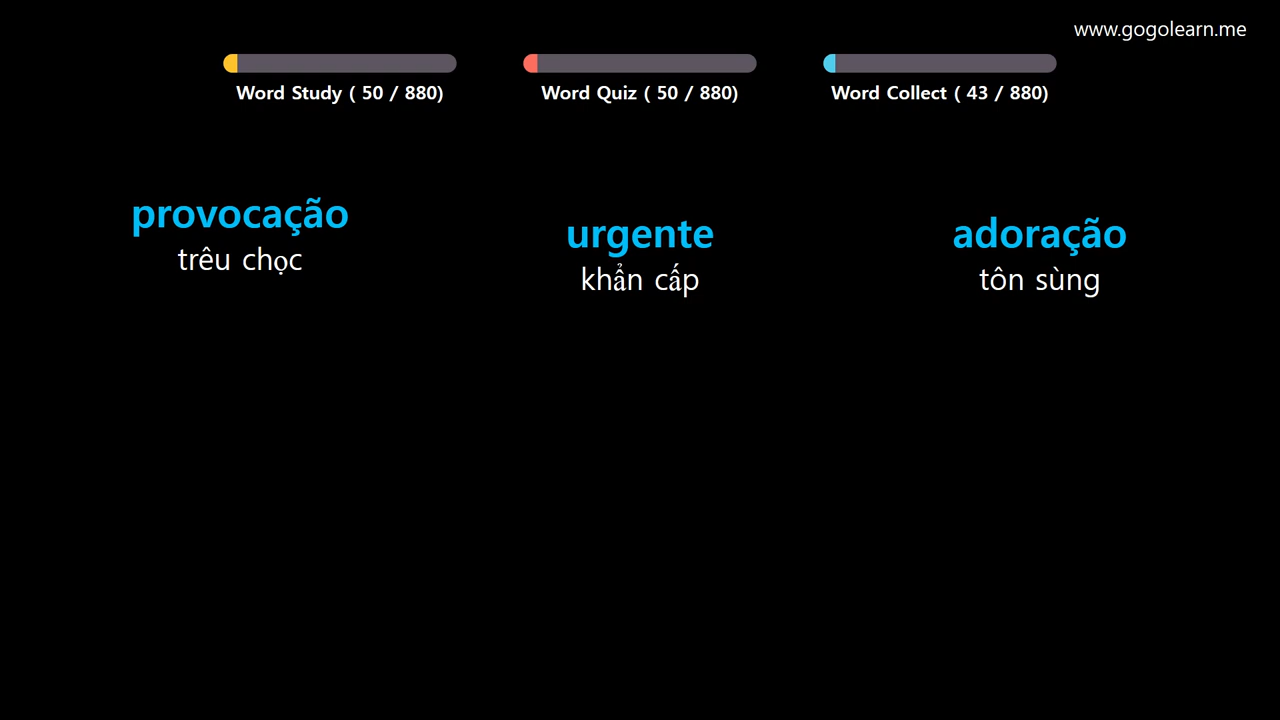 www.gogolearn.me
Word Study ( 50 / 880)
Word Quiz ( 50 / 880)
Word Collect ( 43 / 880)
provocação
trêu chọc
urgente
khẩn cấp
adoração
tôn sùng